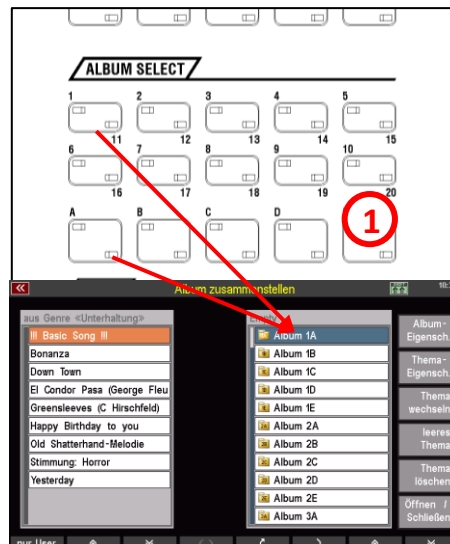 ALBUM SELECT
1 2 3 4 5
11 12 13 14 15
6 7 8 9 10
16 17 18 19 20
A B C D
1
Album zusammenstellen
aus Genre «Unterhaltung»
!!! Basic Song !!!
Bonanza
Down Town
El Condor Pasa (George Fleu
Greensleeves (C Hirschfeld)
Happy Birthday to you
Old Shatterhand-Melodie
Stimmung: Horror
Yesterday
Empty
Album 1A
Album 1B
Album 1C
Album 1D
Album 1E
Album 2A
Album 2B
Album 2C
Album 2D
Album 2E
Album 3A
Album-
Eigensch.
Thema-
Eigensch.
Thema
wechseln
leeres
Thema
Thema
löschen
Öffnen /
Schließen
nur User